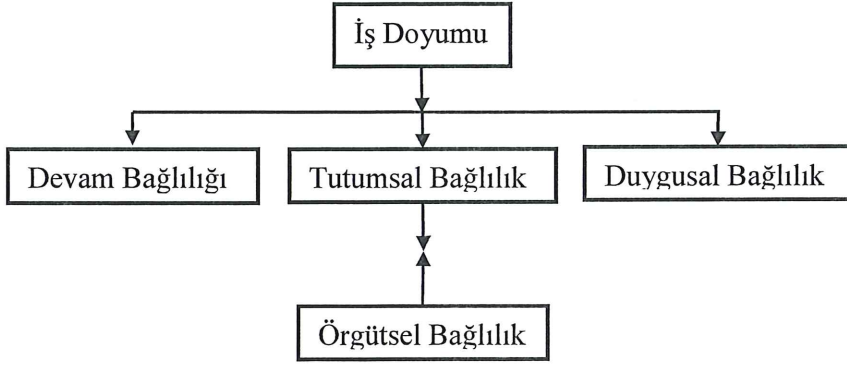 İş Doyumu
Devam Bağlılığı
Tutumsal Bağlılık
Duygusal Bağlılık
Örgütsel Bağlılık